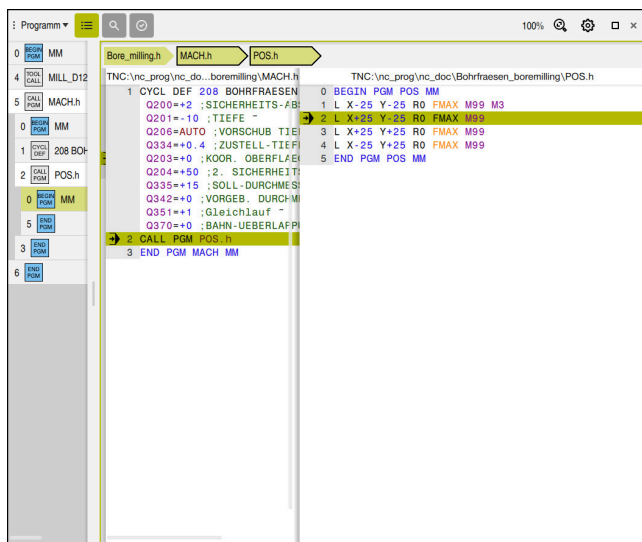 Programm
100%
0 BEGIN PGM MM
4 TOOL CALL MILL_D12
5 CALL PGM MACH.h
0 BEGIN PGM MM
1 CYCL DEF 208 BOH
2 CALL PGM POS.h
0 BEGIN PGM MM
5 END PGM
3 END PGM
6 END PGM
Bore_milling.h MACH.h POS.h
TNC:\nc_prog\nc_do...boremilling\MACH.h
1 CYCL DEF 208 BOHRFRAESEN
Q200=+2 ;SICHERHEITS-ABS
Q201=-10 ;TIEFE ~
Q206=AUTO ;VORSCHUB TIE
Q334=+0.4 ;ZUSTELL-TIEF
Q203=+0 ;KOOR. OBERFLAE
Q204=+50 ;2. SICHERHEIT
Q335=+15 ;SOLL-DURCHMES
Q342=+0 ;VORGEB. DURCHM
Q351=+1 ;Gleichlauf ~
Q370=+0 ;BAHN-UEBERLAPP
2 CALL PGM POS.h
3 END PGM MACH MM
TNC:\nc_prog\nc_doc\Bohrfraesen_boremilling\POS.h
0 BEGIN PGM POS MM
1 L X-25 Y-25 R0 FMAX M99 M3
2 L X+25 Y-25 R0 FMAX M99
3 L X+25 Y+25 R0 FMAX M99
4 L X-25 Y+25 R0 FMAX M99
5 END PGM POS MM